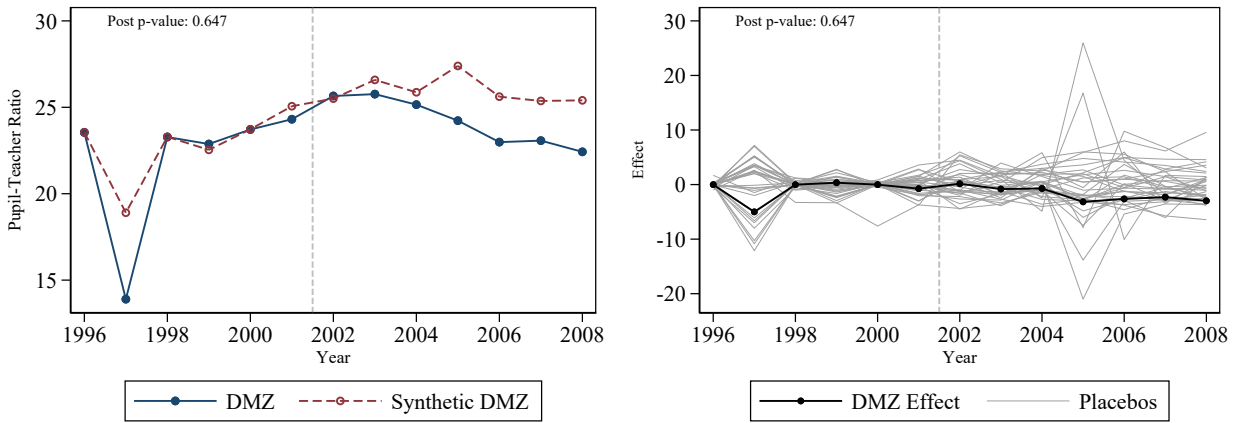 Post p-value: 0.647
30
25
20
15
Pupil-Teacher Ratio
1996 1998 2000 2002 2004 2006 2008
Year
DMZ Synthetic DMZ
Post p-value: 0.647
30
20
10
0
-10
-20
Effect
1996 1998 2000 2002 2004 2006 2008
Year
DMZ Effect Placebos